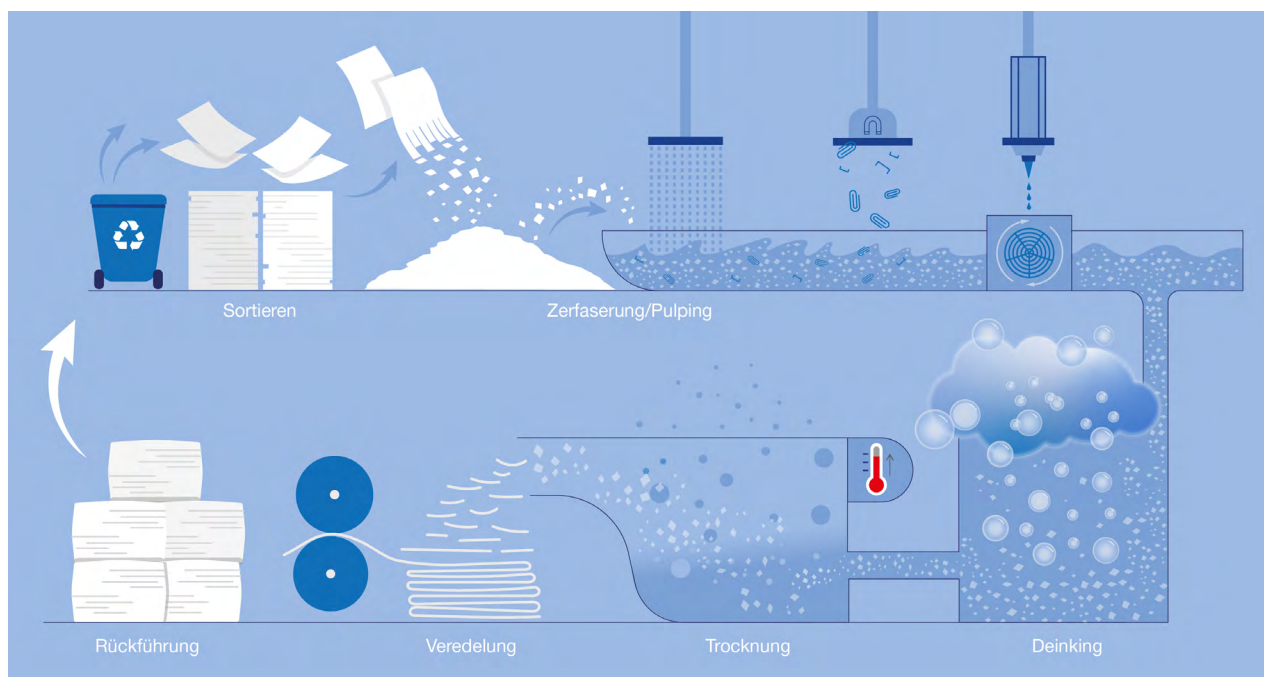 Sortieren
Zerfaserung/Pulping
Rückführung
Veredelung
Trocknung
Deinking